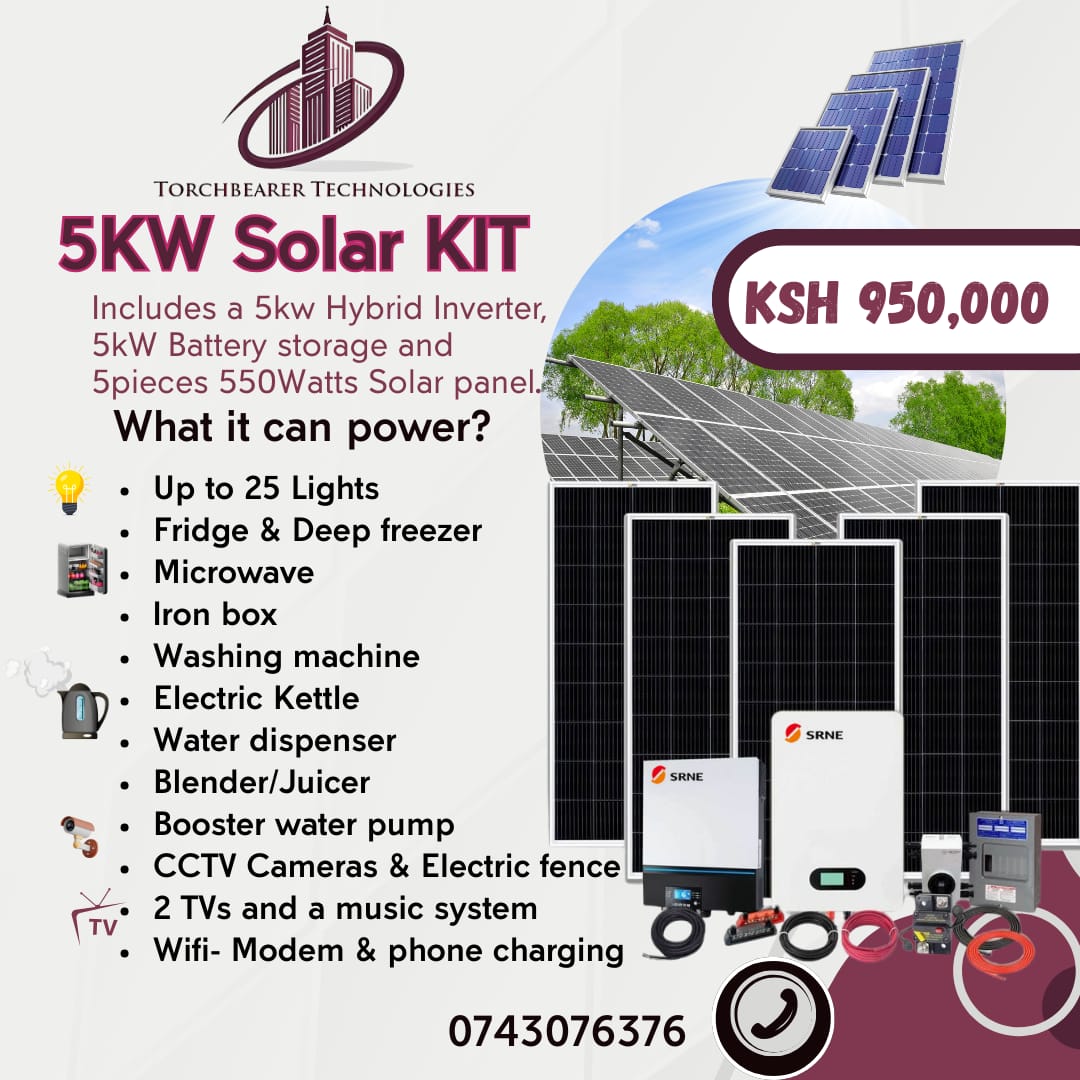 TORCHBEARER TECHNOLOGIES
5KW Solar KIT
Includes a 5kw Hybrid Inverter,
5kW Battery storage and
5pieces 550Watts Solar panel.
KSH 950,000
What it can power?
• Up to 25 Lights
• Fridge & Deep freezer
• Microwave
• Iron box
• Washing machine
• Electric Kettle
• Water dispenser
• Blender/Juicer
• Booster water pump
• CCTV Cameras & Electric fence
• 2 TVs and a music system
• Wifi- Modem & phone charging
TV
SRNE
SRNE
0743076376